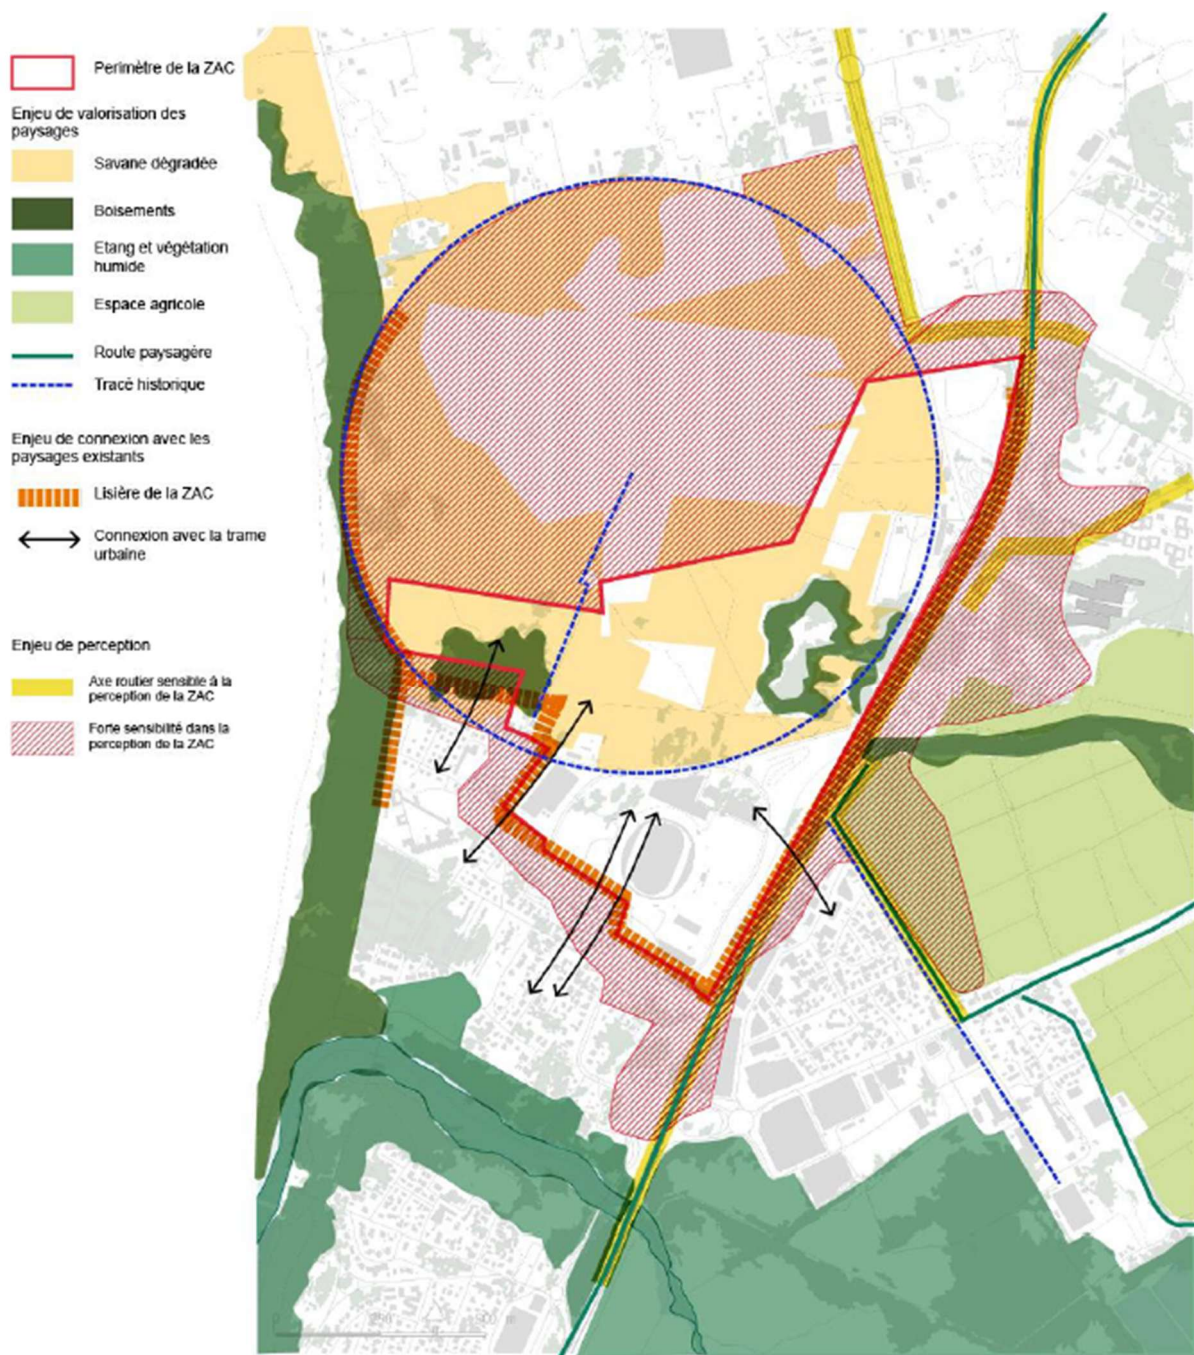 Perimètre de la ZAC
Enjeu de valorisation des
paysages
Savane dégradée
Boisements
Etang et végétation
humide
Espace agricole
Route paysagère
Tracé historique
Enjeu de connexion avec les
paysages existants
Lisière de la ZAC
Connexion avec la trame
urbaine
Enjeu de perception
Axe routier sensible à la
perception de la ZAC
Forte sensibilité dans la
perception de la ZAC
0 250 500 m